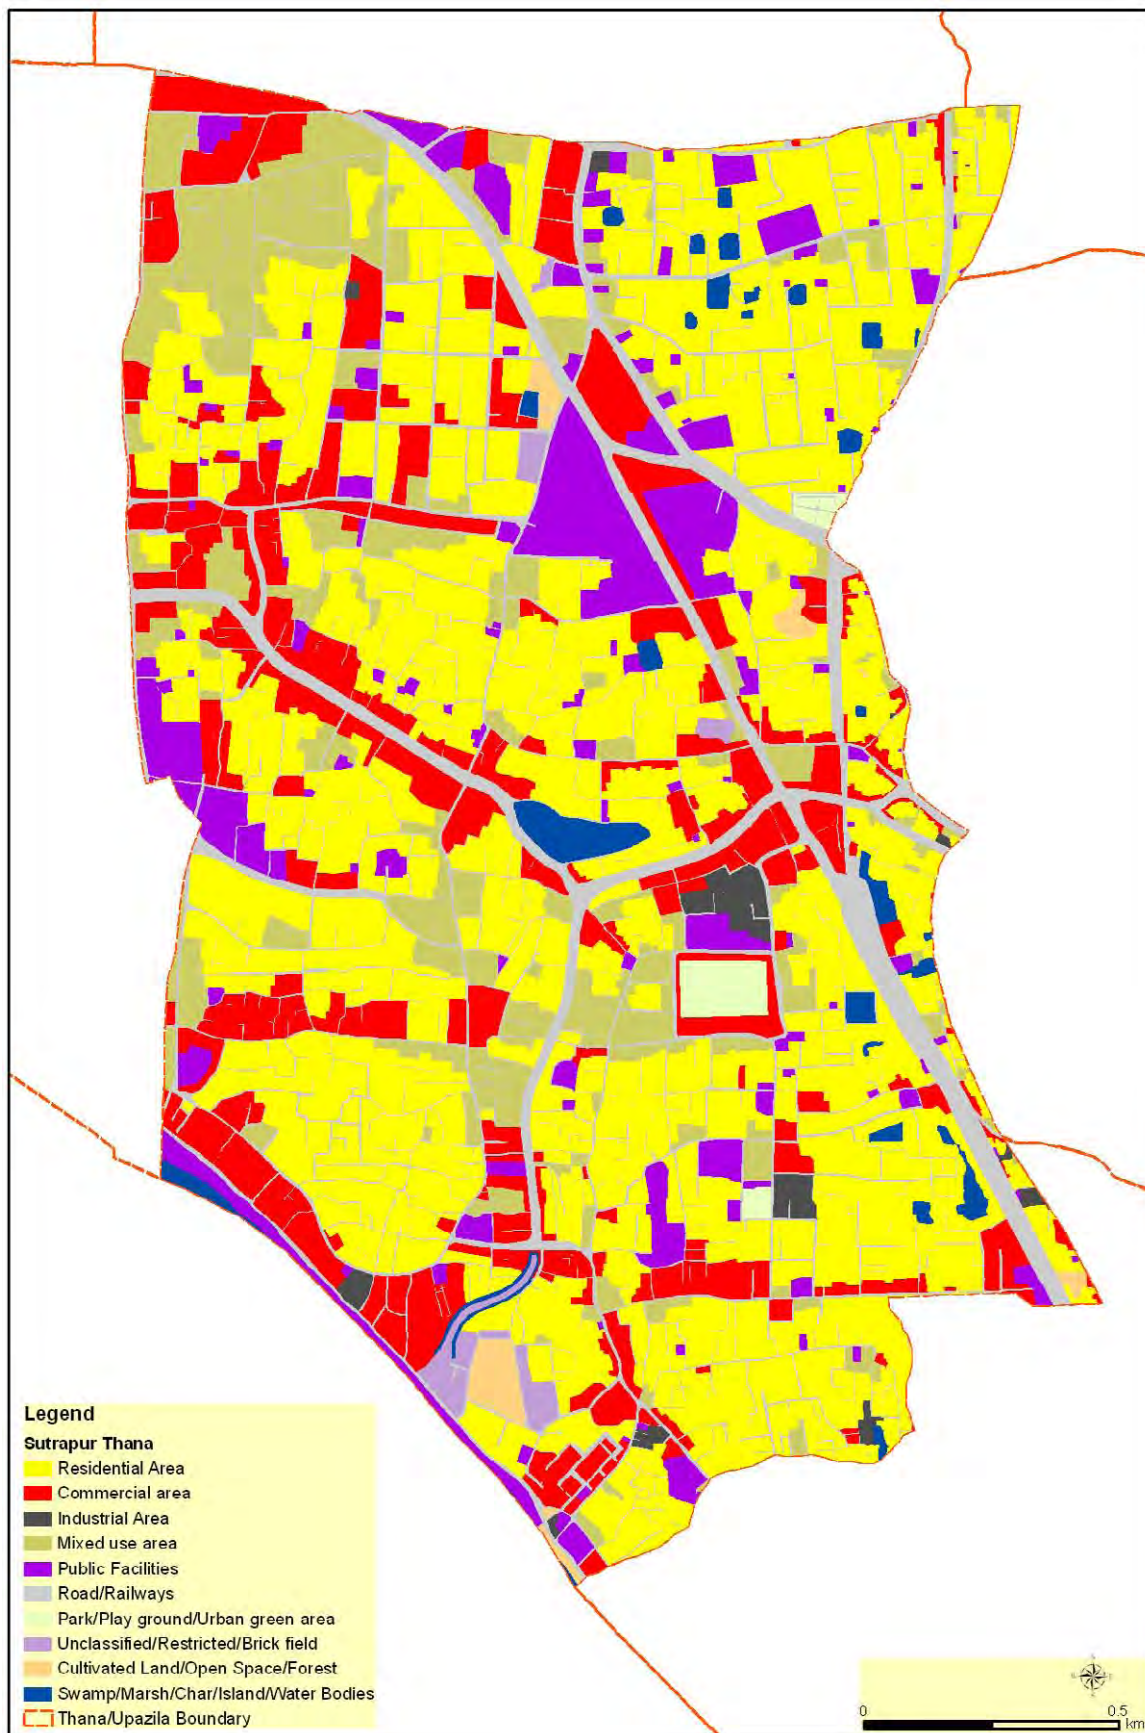 Legend
Sutrapur Thana
Residential Area
Commercial area
Industrial Area
Mixed use area
Public Facilities
Road/Railways
Park/Play ground/Urban green area
Unclassified/Restricted/Brick field
Cultivated Land/Open Space/Forest
Swamp/Marsh/Char/Island/Water Bodies
Thana/Upazila Boundary
0 0.5
km